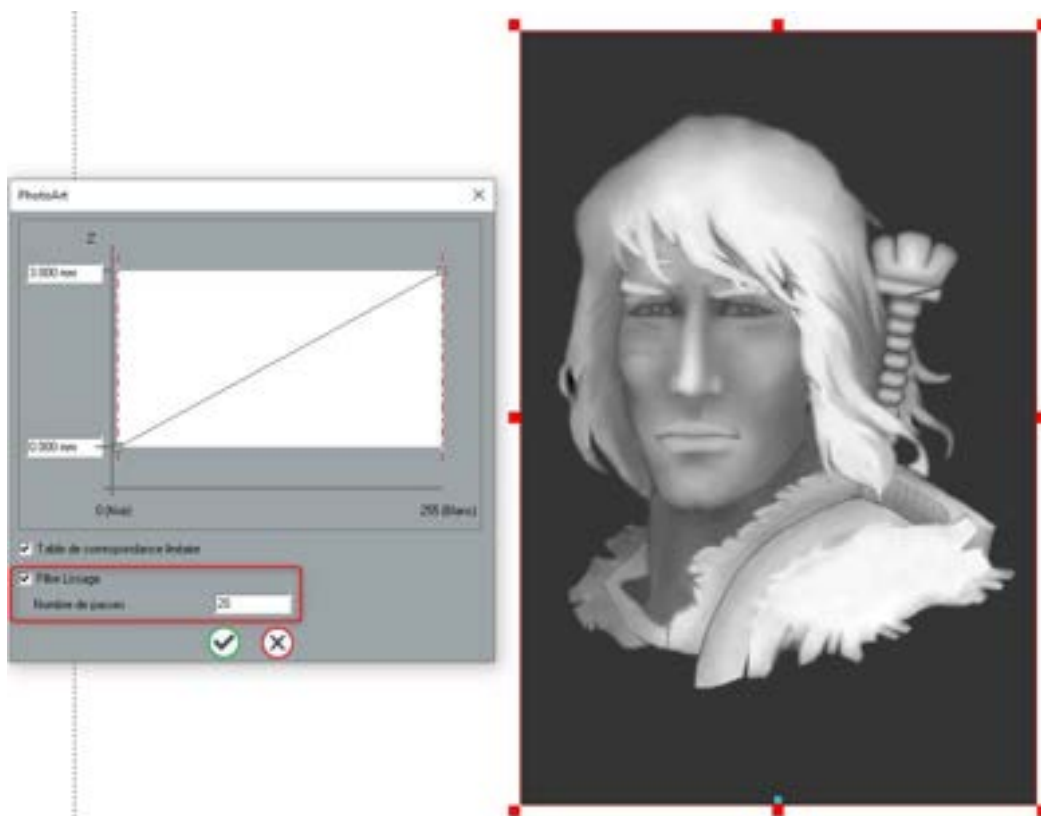 PhotoArt
Z
3.000 mm
0.000 mm
0 (Noir)
255 (Blanc)
Table de correspondance linéaire
Filtre Lissage
Nombre de passes